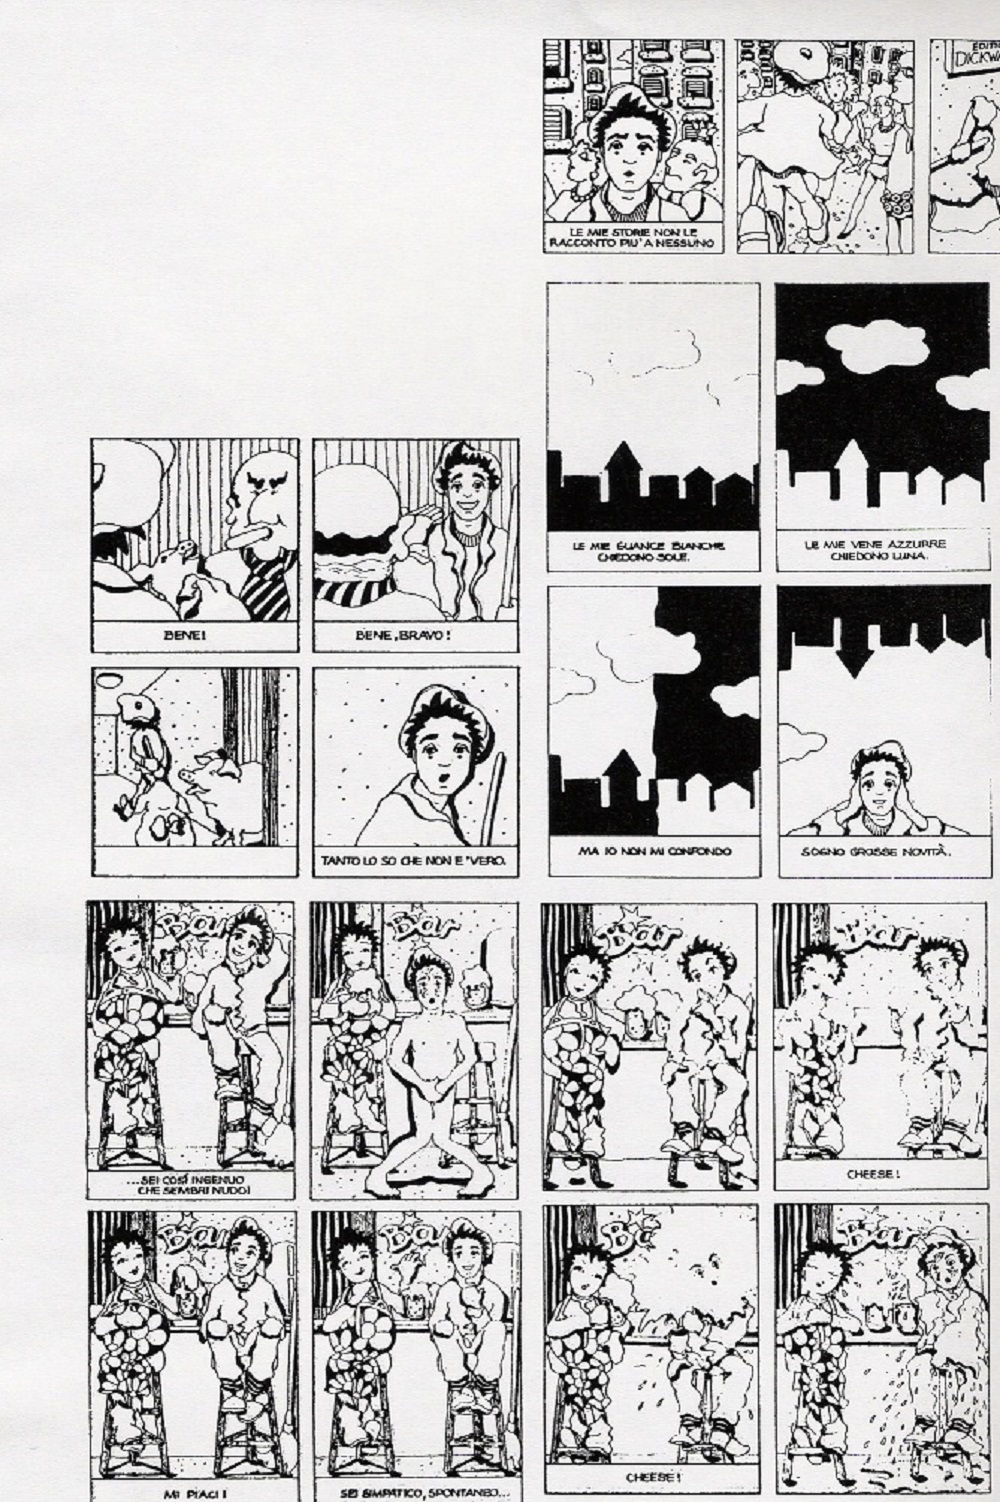 LE MIE STORIE NON LE
RACCONTO PIU' A NESSUNO
BENE!
BENE, BRAVO!
TANTO LO SO CHE NON E' VERO.
LE MIE GUANCE BIANCHE
CHIEDONO SOLE.
LE MIE VENE AZZURRE
CHIEDONO LUNA.
MA IO NON MI CONFONDO
SOGNO GROSSE NOVITÀ.
Bar
...SEI COSÍ INGENUO
CHE SEMBRI NUDO!
Bar
Bar
MI PIACI!
Bar
SEI SIMPATICO, SPONTANEO...
Bar
Bar
CHEESE!
CHEESE!
Bar